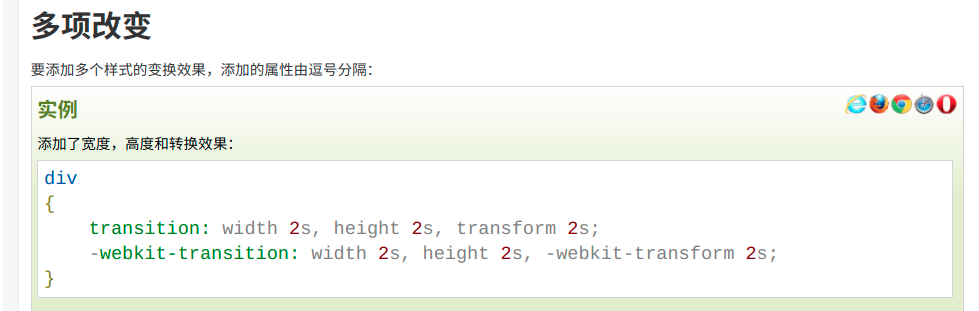 多项改变
要添加多个样式的变换效果，添加的属性由逗号分隔：
实例
添加了宽度，高度和转换效果：
div
{
    transition: width 2s, height 2s, transform 2s;
    -webkit-transition: width 2s, height 2s, -webkit-transform 2s;
}